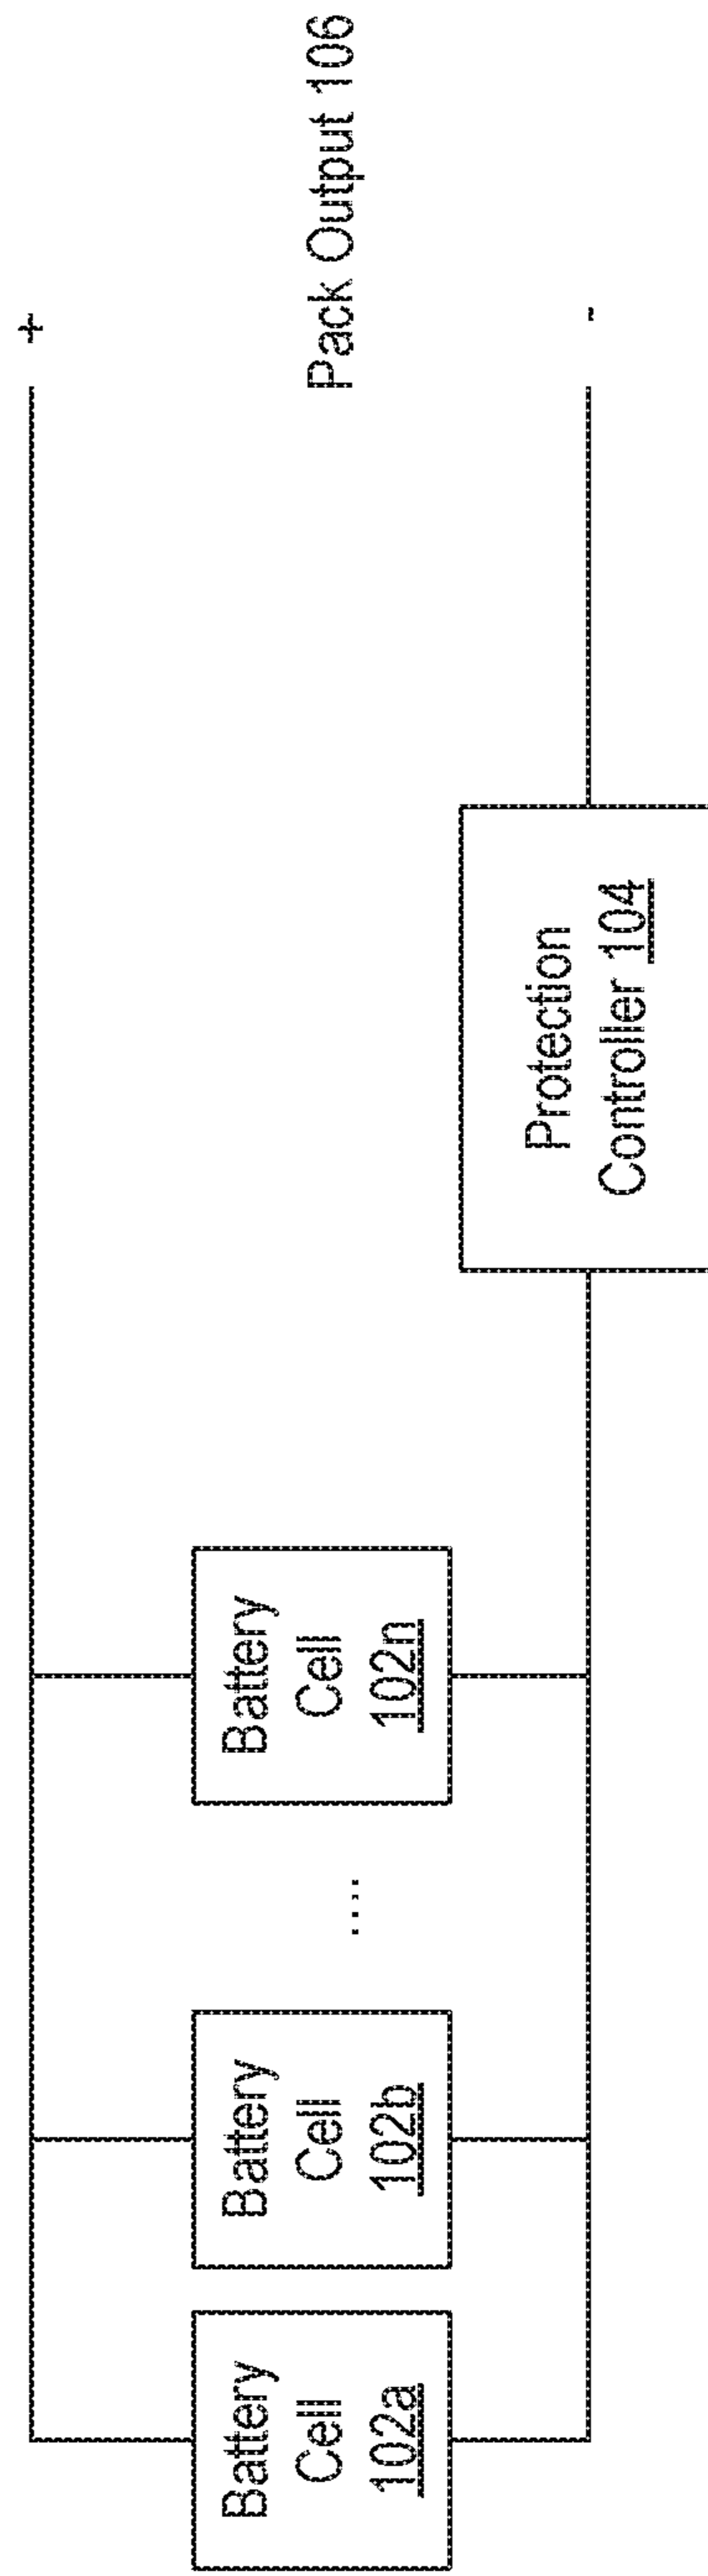 +
Pack Output 106
-
Protection
Controller 104
Battery
Cell
102a
Battery
Cell
102b
....
Battery
Cell
102n